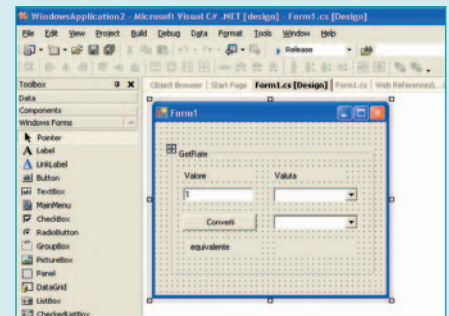 WindowsApplication2 - Microsoft Visual C# .NET [design] - Form1.cs [Design]
File Edit View Project Build Debug Data Format Tools Window Help
Release
Toolbox
Object Browser Start Page Form1.cs [Design] Form1.cs
Data
Components
Windows Forms
Pointer
A Label
A LinkLabel
Button
TextBox
MainMenu
CheckBox
RadioButton
GroupBox
PictureBox
Panel
DataGrid
ListBox
CheckedListBox
Form1
GetRate
Valore Valuta
1
Converti
equivalente